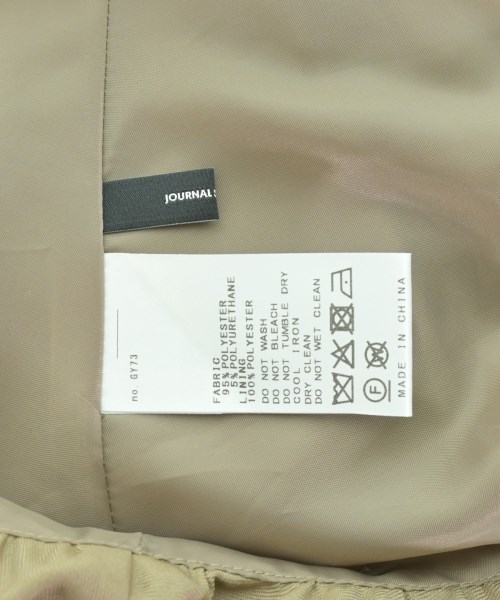 JOURNAL
no. GY73
FABRIC
95% POLYESTER
5% POLYURETHANE
LINING
100% POLYESTER
DO NOT WASH
DO NOT BLEACH
DO NOT TUMBLE DRY
COOL IRON
DRY CLEAN
DO NOT WET CLEAN
F W
MADE IN CHINA